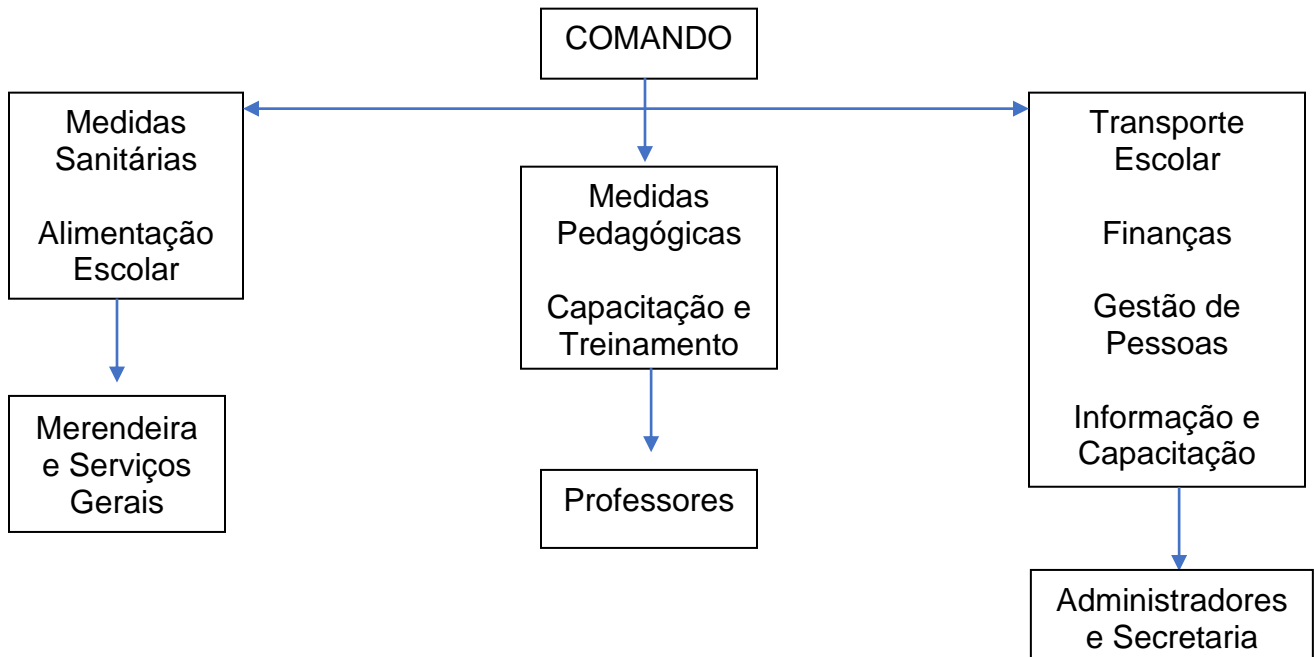 COMANDO
Medidas
Sanitárias
Alimentação
Escolar
Medidas
Pedagógicas
Capacitação e
Treinamento
Transporte
Escolar
Finanças
Gestão de
Pessoas
Informação e
Capacitação
Merendeira
e Serviços
Gerais
Professores
Administradores
e Secretaria